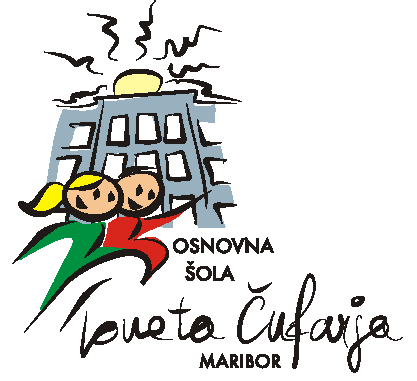 OSNOVNA
ŠOLA
Toneta Čufarja
MARIBOR